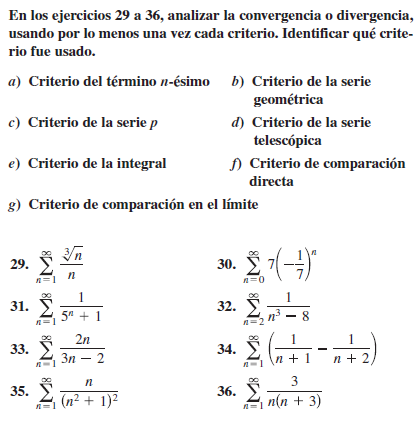 En los ejercicios 29 a 36, analizar la convergencia o divergencia,
usando por lo menos una vez cada criterio. Identificar qué crite-
rio fue usado.
a) Criterio del término n-ésimo b) Criterio de la serie
geométrica
c) Criterio de la serie p d) Criterio de la serie
telescópica
e) Criterio de la integral f) Criterio de comparación
directa
g) Criterio de comparación en el límite
29. ∑_{n=1}^{∞} ∛n / n 30. ∑_{n=0}^{∞} 7(−1/7)^n
31. ∑_{n=1}^{∞} 1 / (5^n + 1) 32. ∑_{n=2}^{∞} 1 / (n³ − 8)
33. ∑_{n=1}^{∞} 2n / (3n − 2) 34. ∑_{n=1}^{∞} (1/(n + 1) − 1/(n + 2))
35. ∑_{n=1}^{∞} n / (n² + 1)² 36. ∑_{n=1}^{∞} 3 / n(n + 3)